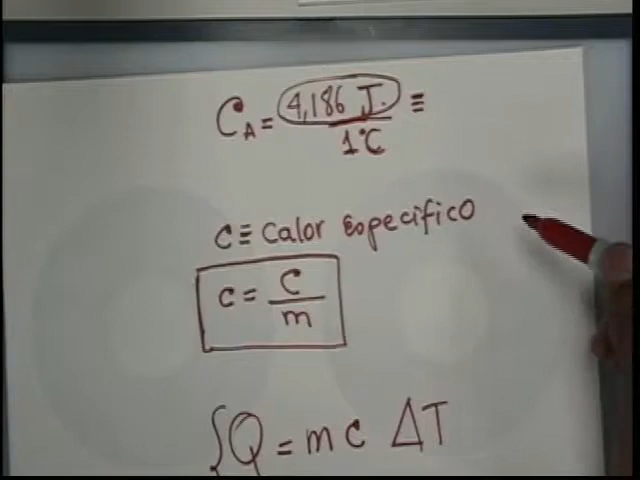 C_A = 4,186 J. / 1°C ≡
c ≡ Calor Especifico
c = C / m
{ Q = m c ΔT